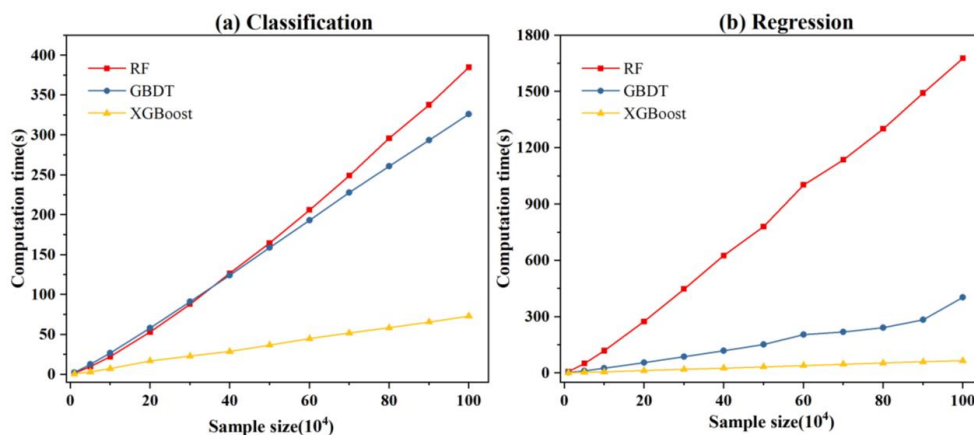 (a) Classification
400
350
300
250
200
150
100
50
0
Computation time(s)
RF
GBDT
XGBoost
0 20 40 60 80 100
Sample size(10⁴)
(b) Regression
1800
1500
1200
900
600
300
0
Computation time(s)
RF
GBDT
XGBoost
0 20 40 60 80 100
Sample size(10⁴)